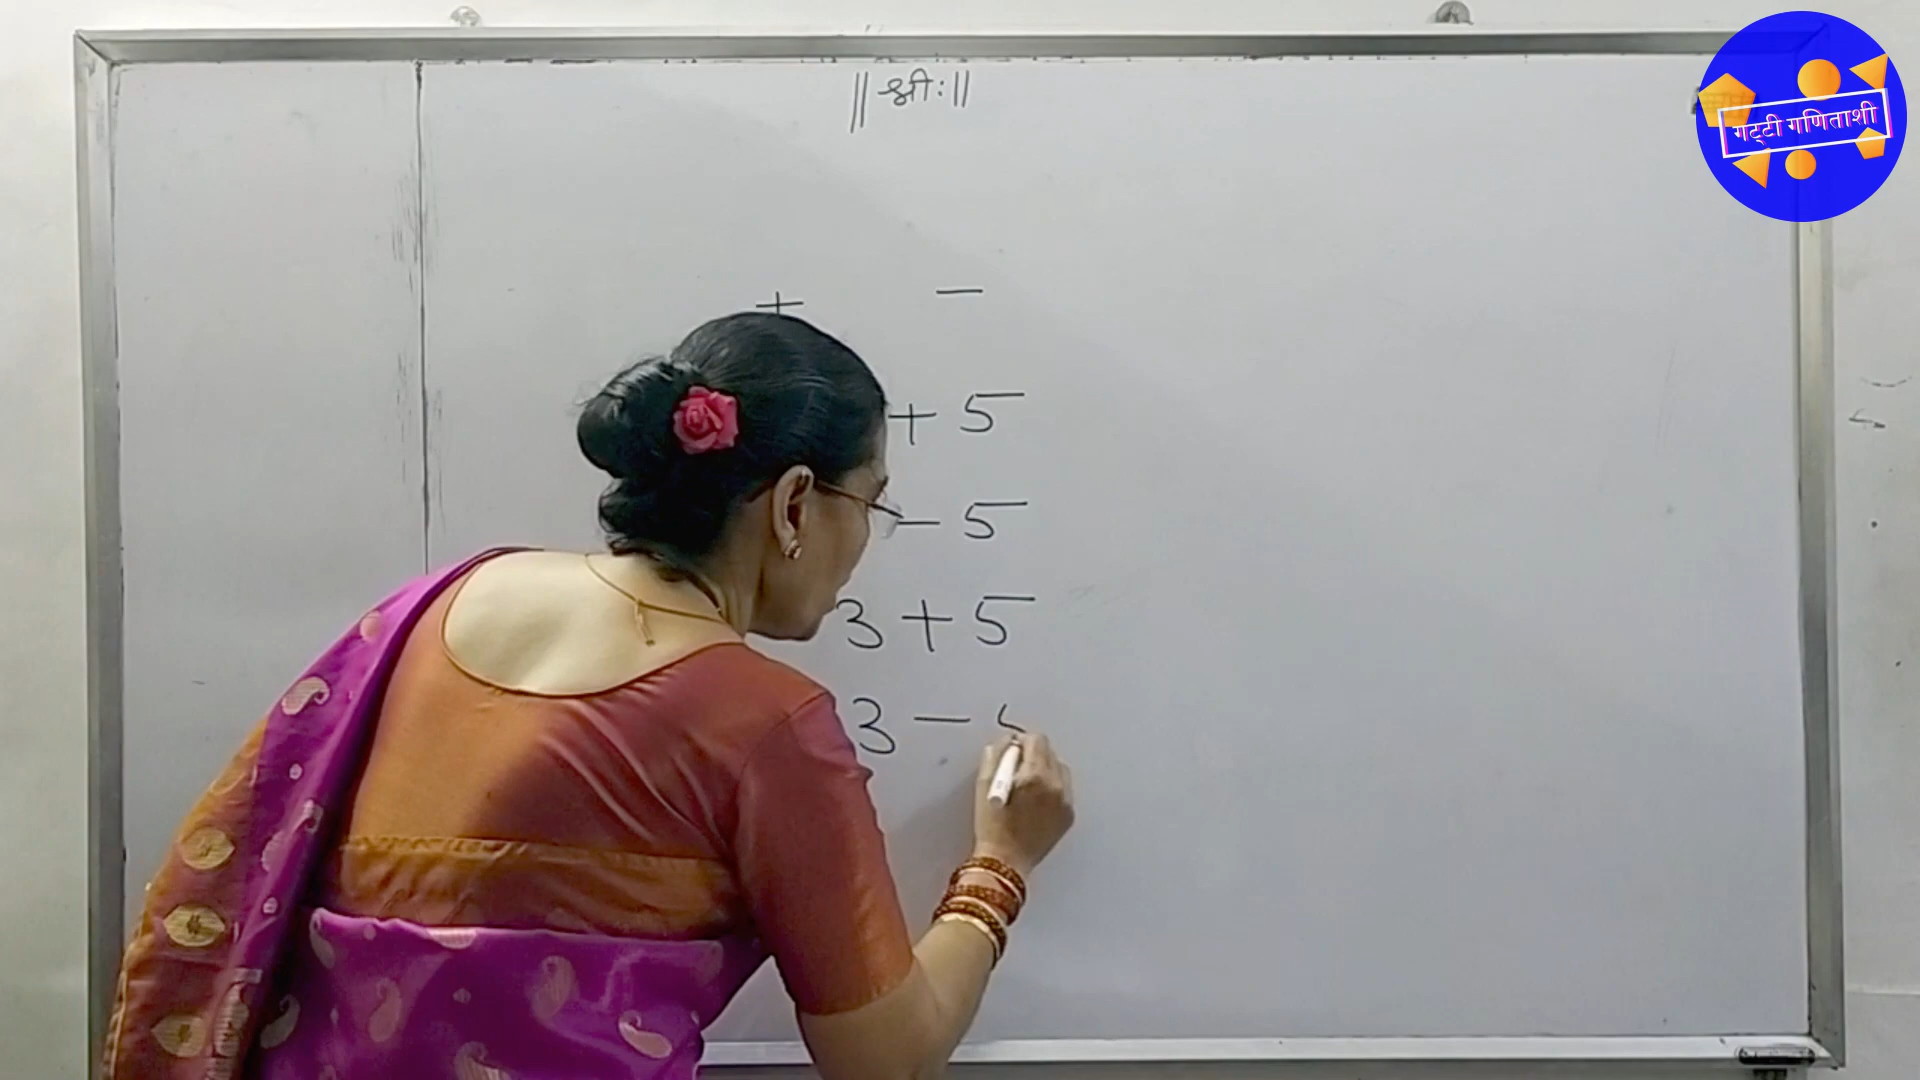 ॥ श्रीः ॥
गट्टी गणिताशी
+ −
+ 5
− 5
3 + 5
3 −